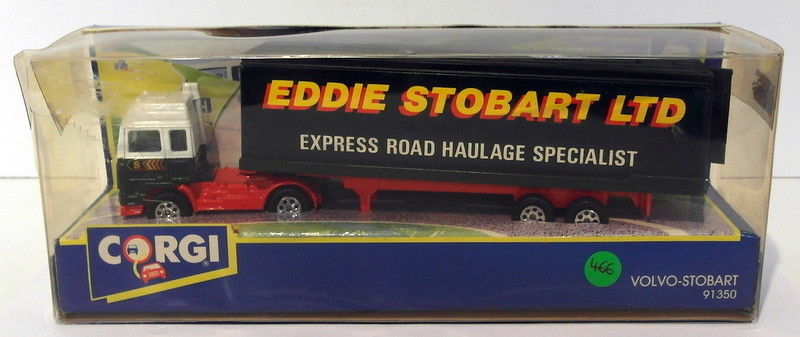 EDDIE STOBART LTD
EXPRESS ROAD HAULAGE SPECIALIST
CORGI®
466
VOLVO-STOBART
91350